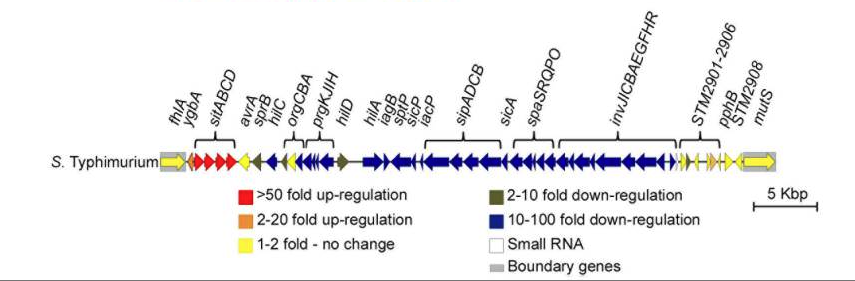 fhlA ygbA sitABCD avrA sprB hilC orgCBA prgKJIH hilD hilA iagB sptP sicP iacP sipADCB sicA spaSRQPO invJICBAEGFHR STM2901-2906 pphB STM2908 mutS
S. Typhimurium
>50 fold up-regulation
2-20 fold up-regulation
1-2 fold - no change
2-10 fold down-regulation
10-100 fold down-regulation
Small RNA
Boundary genes
5 Kbp